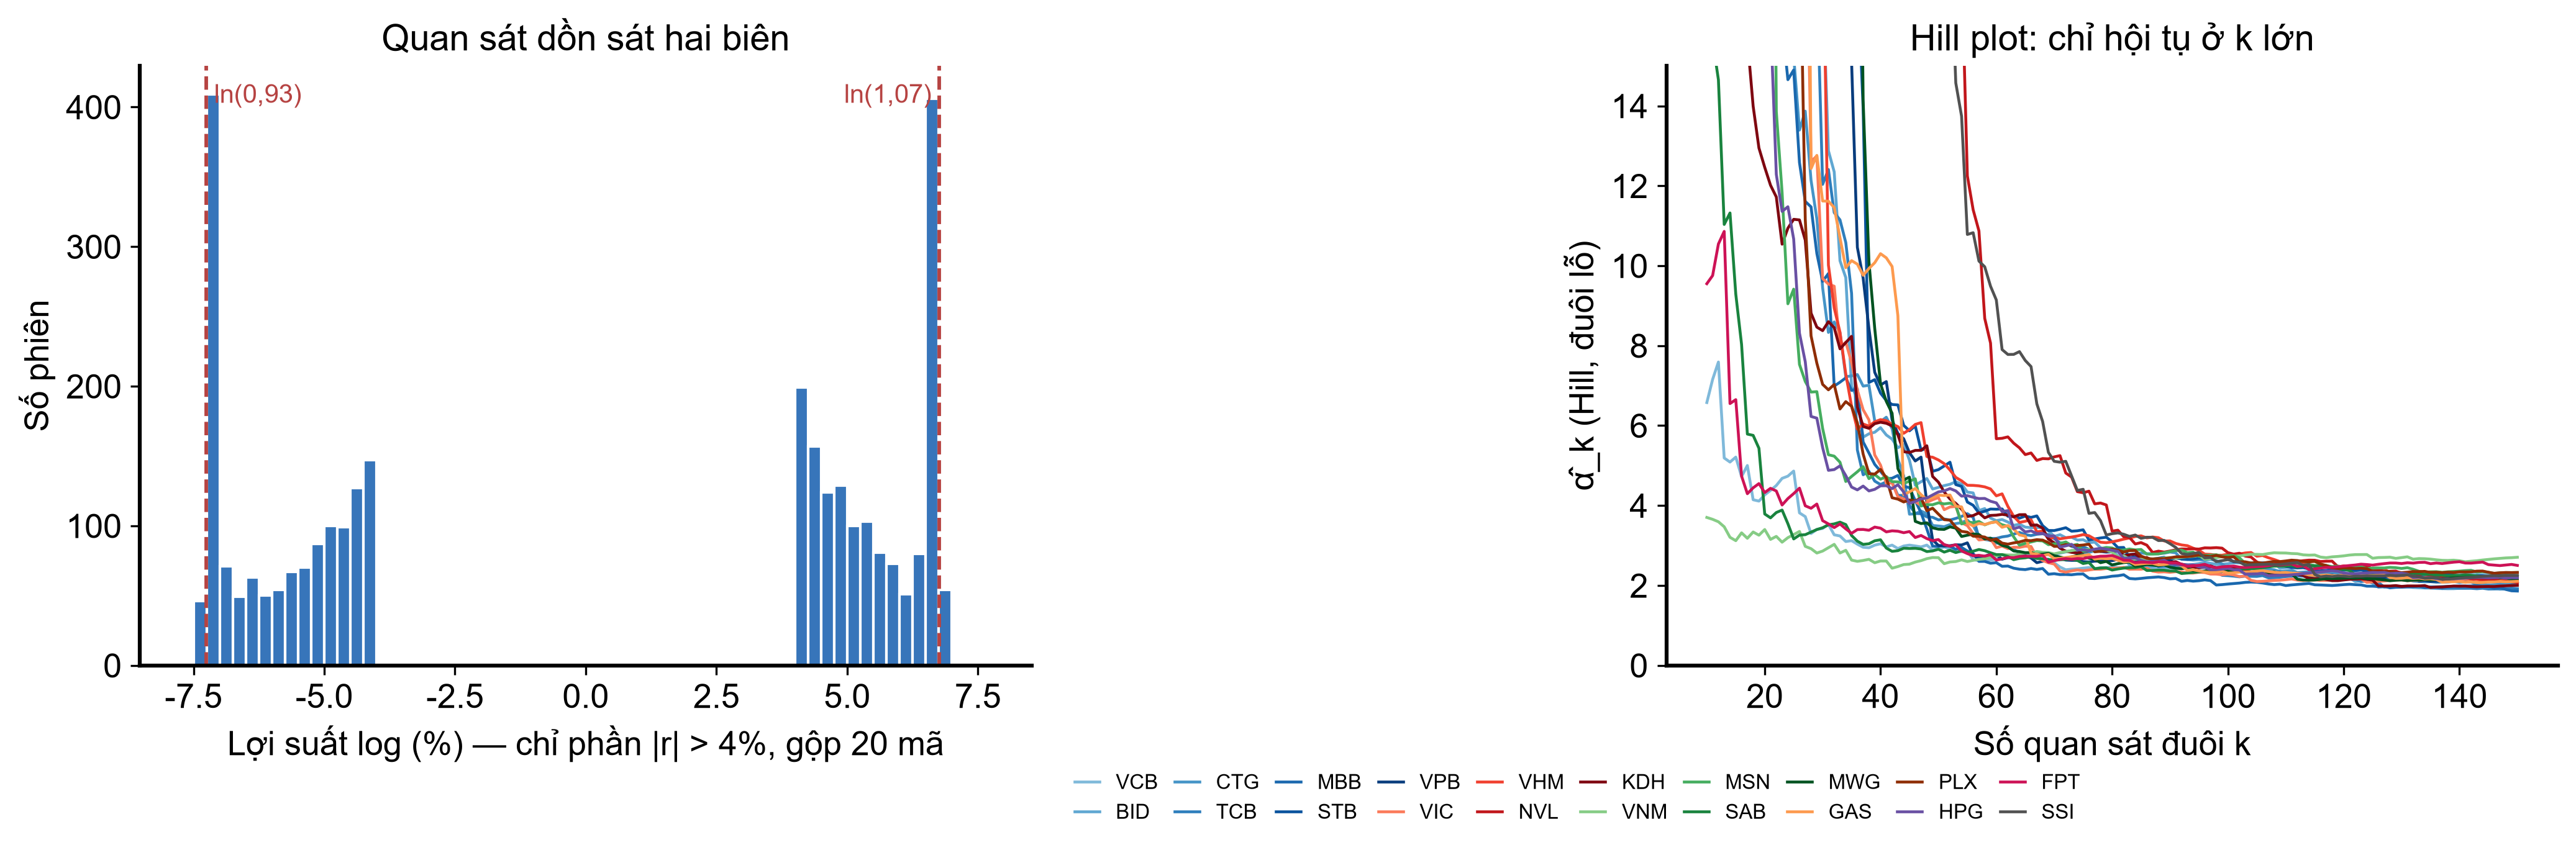 Quan sát dồn sát hai biên
ln(0,93)
ln(1,07)
Số phiên
400
300
200
100
0
-7.5 -5.0 -2.5 0.0 2.5 5.0 7.5
Lợi suất log (%) — chỉ phần |r| > 4%, gộp 20 mã
Hill plot: chỉ hội tụ ở k lớn
α̂_k (Hill, đuôi lỗ)
14
12
10
8
6
4
2
0
20 40 60 80 100 120 140
Số quan sát đuôi k
VCB CTG MBB VPB VHM KDH MSN MWG PLX FPT
BID TCB STB VIC NVL VNM SAB GAS HPG SSI